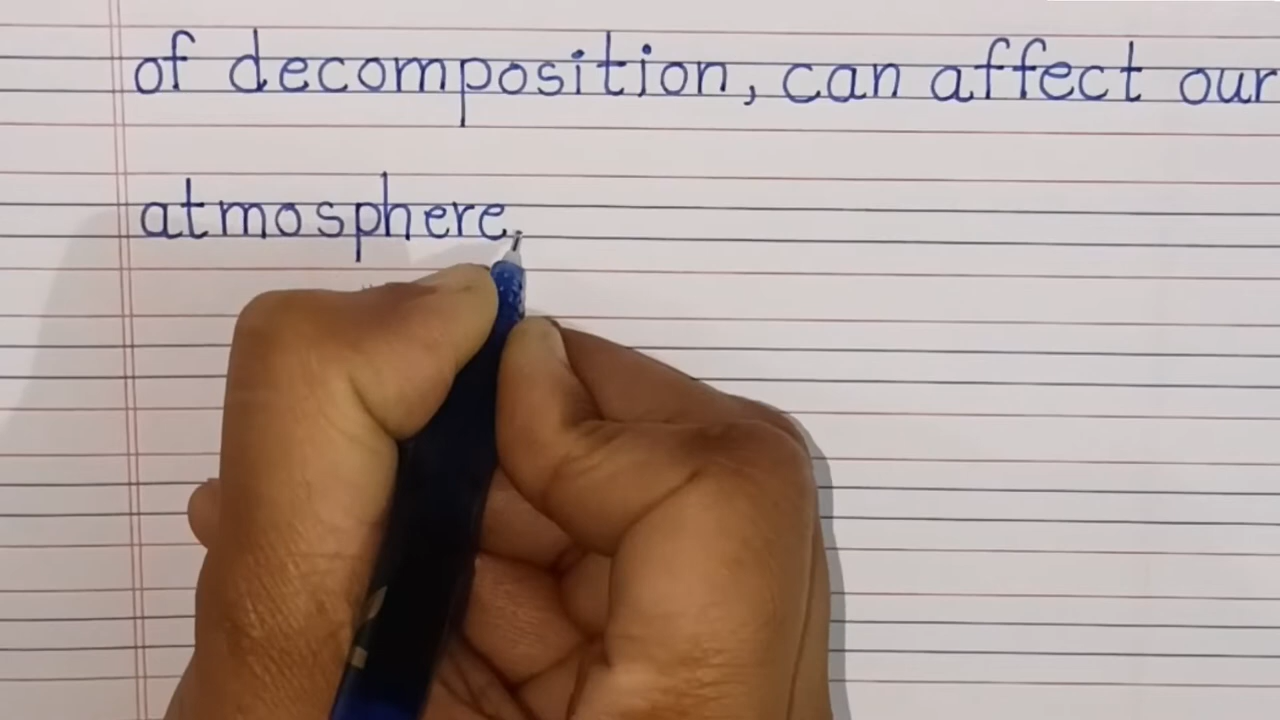 of decomposition, can affect our
atmosphere.